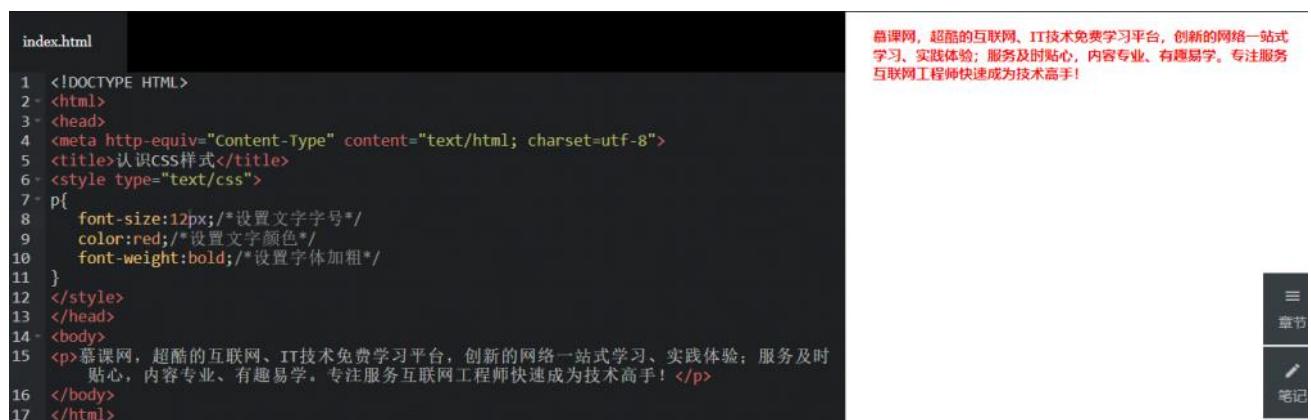 index.html
1 <!DOCTYPE HTML>
2 <html>
3 <head>
4 <meta http-equiv="Content-Type" content="text/html; charset=utf-8">
5 <title>认识CSS样式</title>
6 <style type="text/css">
7 p{
8 font-size:12px;/*设置文字字号*/
9 color:red;/*设置文字颜色*/
10 font-weight:bold;/*设置字体加粗*/
11 }
12 </style>
13 </head>
14 <body>
15 <p>慕课网，超酷的互联网、IT技术免费学习平台，创新的网络一站式学习、实践体验；服务及时
贴心，内容专业、有趣易学。专注服务互联网工程师快速成为技术高手！</p>
16 </body>
17 </html>
慕课网，超酷的互联网、IT技术免费学习平台，创新的网络一站式
学习、实践体验；服务及时贴心，内容专业、有趣易学。专注服务
互联网工程师快速成为技术高手！
章节
笔记